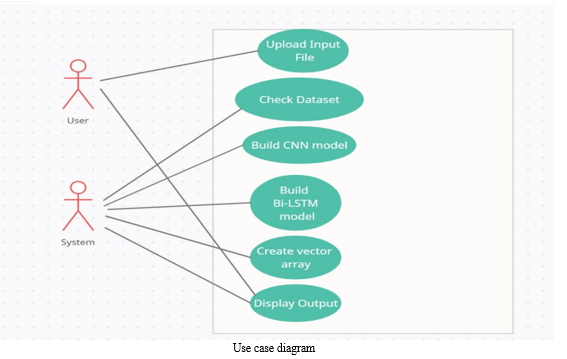 Upload Input
File
Check Dataset
User
Build CNN model
Build
Bi-LSTM
model
System
Create vector
array
Display Output
Use case diagram